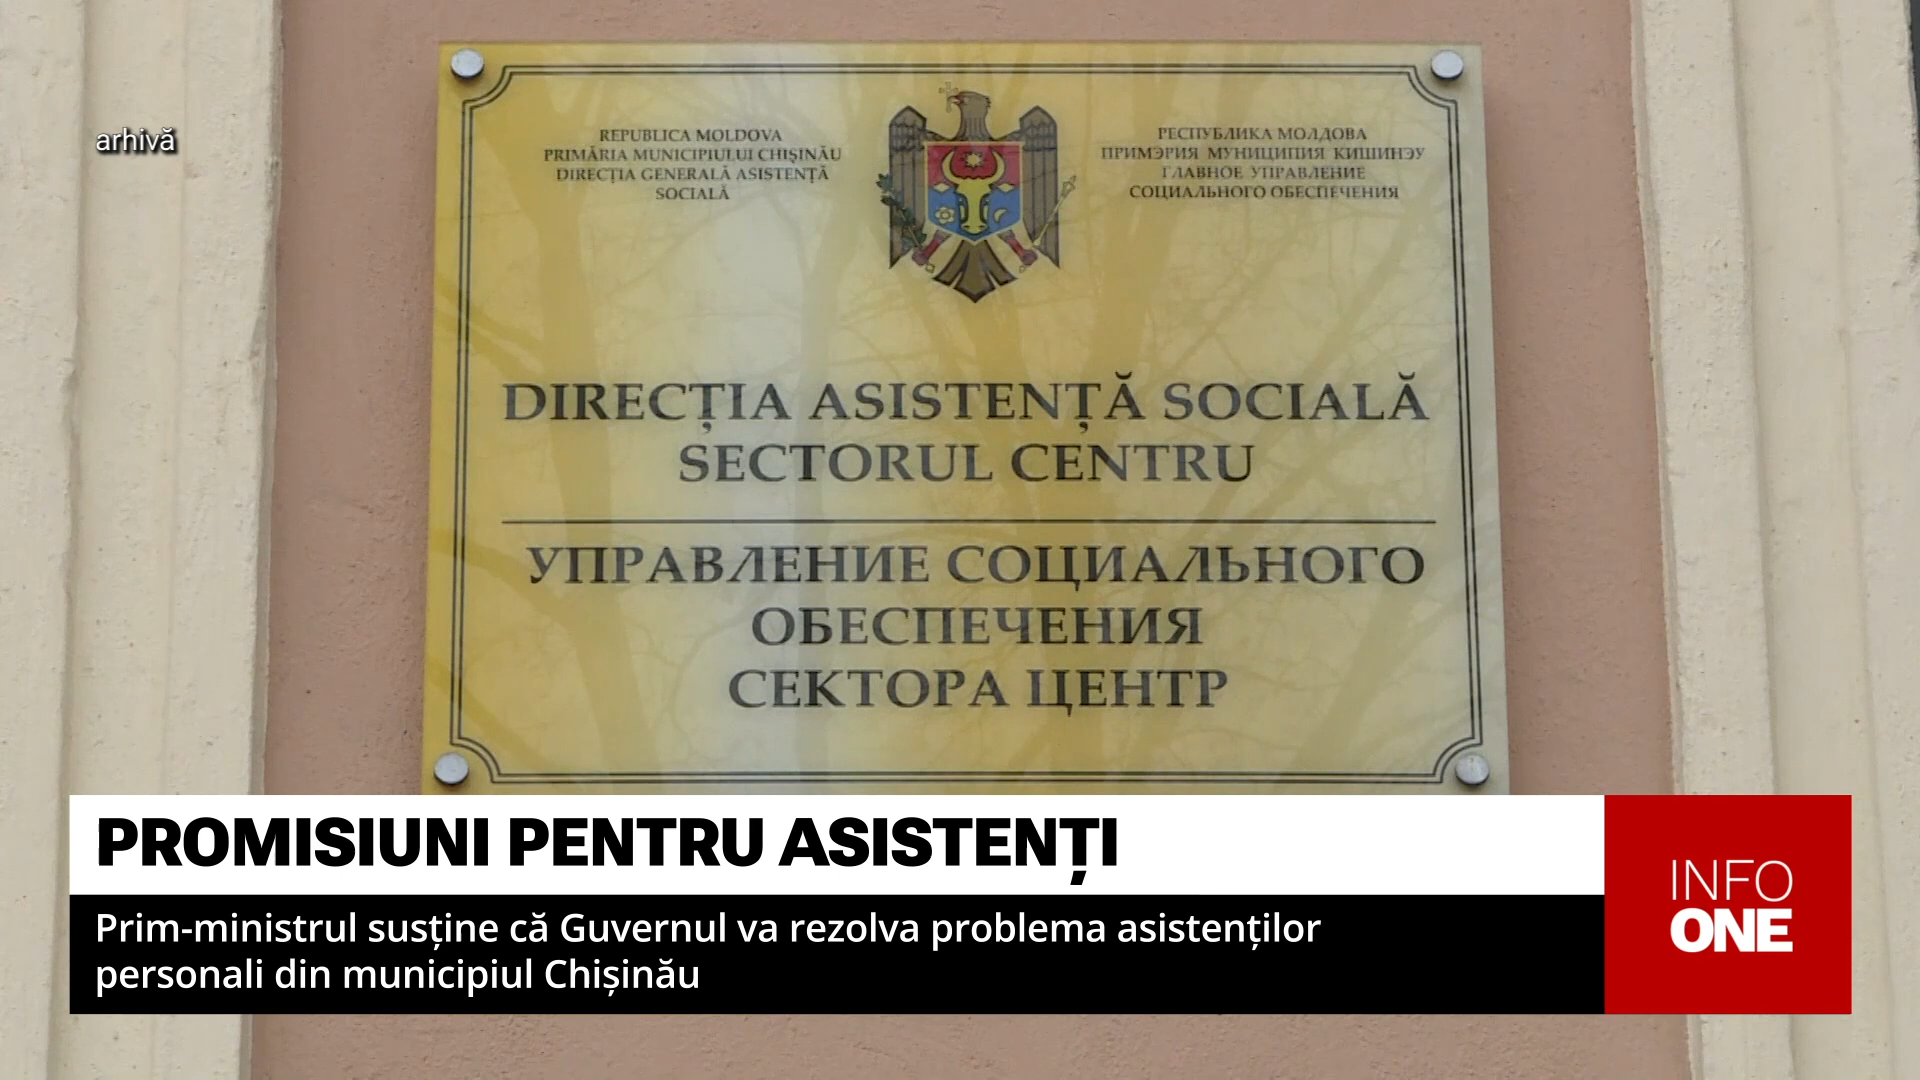 arhivă
REPUBLICA MOLDOVA
PRIMĂRIA MUNICIPIULUI CHIŞINĂU
DIRECŢIA GENERALĂ ASISTENŢĂ
SOCIALĂ
РЕСПУБЛИКА МОЛДОВА
ПРИМЭРИЯ МУНИЦИПИЯ КИШИНЭУ
ГЛАВНОЕ УПРАВЛЕНИЕ
СОЦИАЛЬНОГО ОБЕСПЕЧЕНИЯ
DIRECȚIA ASISTENȚĂ SOCIALĂ
SECTORUL CENTRU
УПРАВЛЕНИЕ СОЦИАЛЬНОГО
ОБЕСПЕЧЕНИЯ
СЕКТОРА ЦЕНТР
PROMISIUNI PENTRU ASISTENȚI
Prim-ministrul susține că Guvernul va rezolva problema asistenților
personali din municipiul Chișinău
INFO
ONE